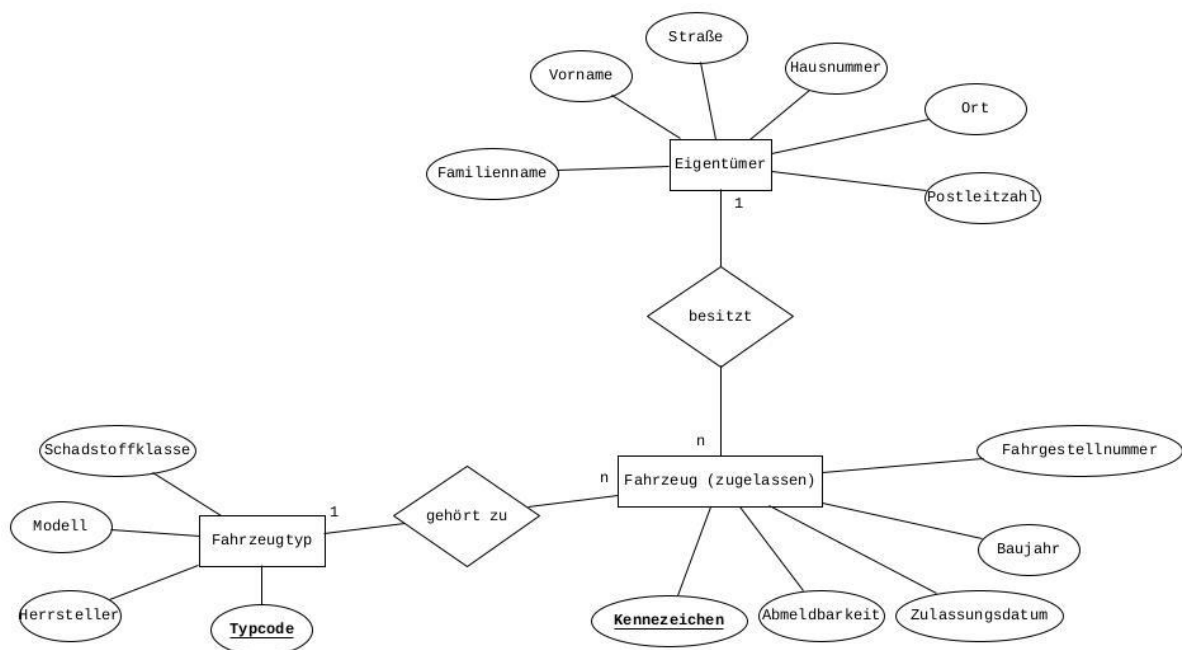 Straße
Vorname
Hausnummer
Ort
Eigentümer
Familienname
Postleitzahl
1
besitzt
n
Fahrgestellnummer
Schadstoffklasse
n
Fahrzeug (zugelassen)
1
gehört zu
Modell
Fahrzeugtyp
Baujahr
Herrsteller
Typcode
Kennezeichen
Abmeldbarkeit
Zulassungsdatum